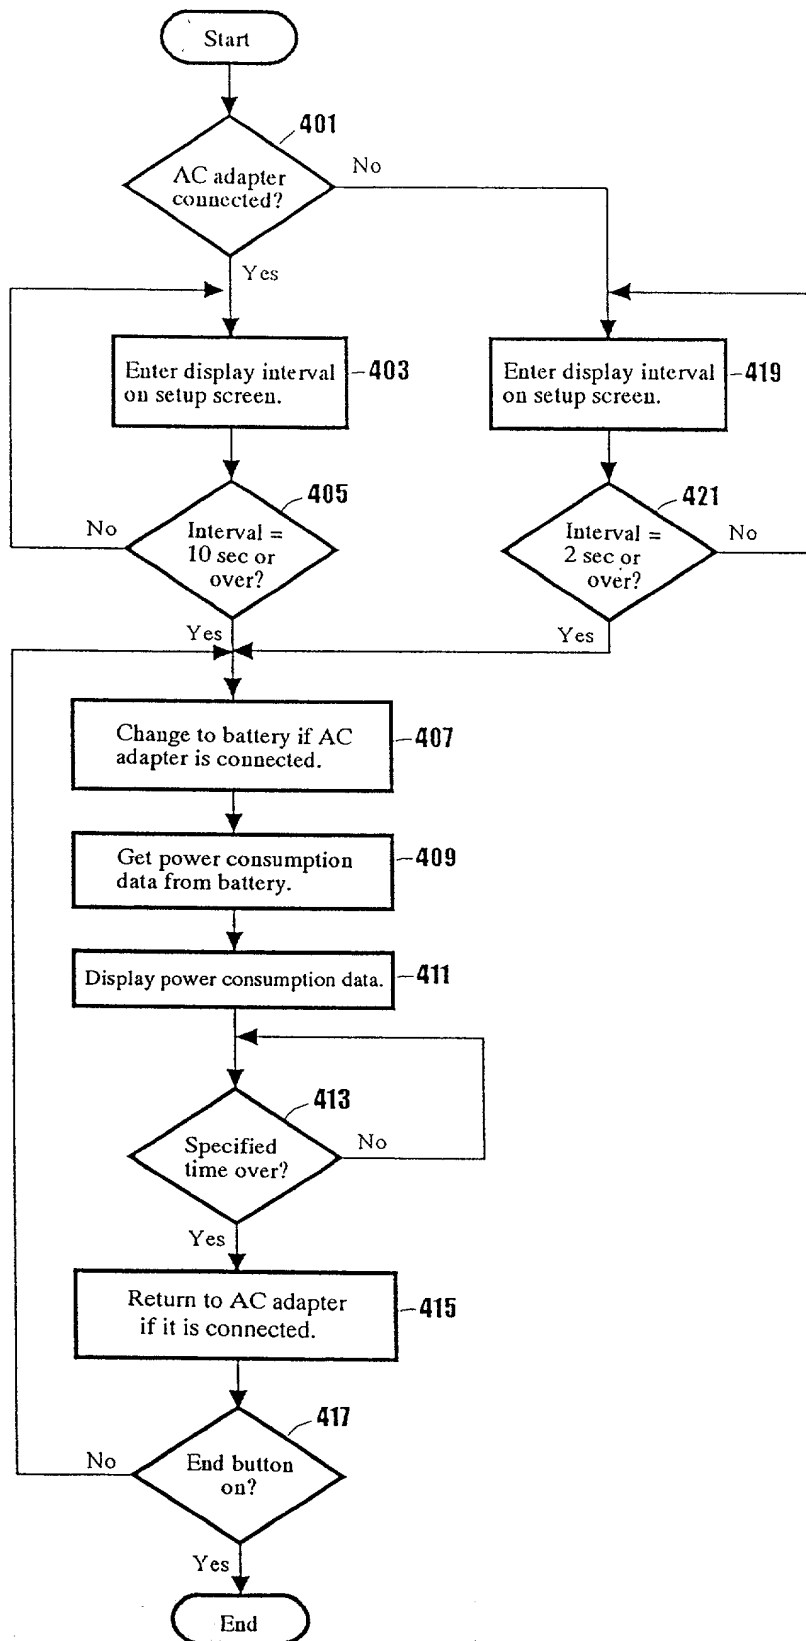 Start
401
AC adapter
connected?
No
Yes
Enter display interval
on setup screen.
403
Enter display interval
on setup screen.
419
405
Interval =
10 sec or
over?
No
Yes
421
Interval =
2 sec or
over?
No
Yes
Change to battery if AC
adapter is connected.
407
Get power consumption
data from battery.
409
Display power consumption data.
411
413
Specified
time over?
No
Yes
Return to AC adapter
if it is connected.
415
417
End button
on?
No
Yes
End